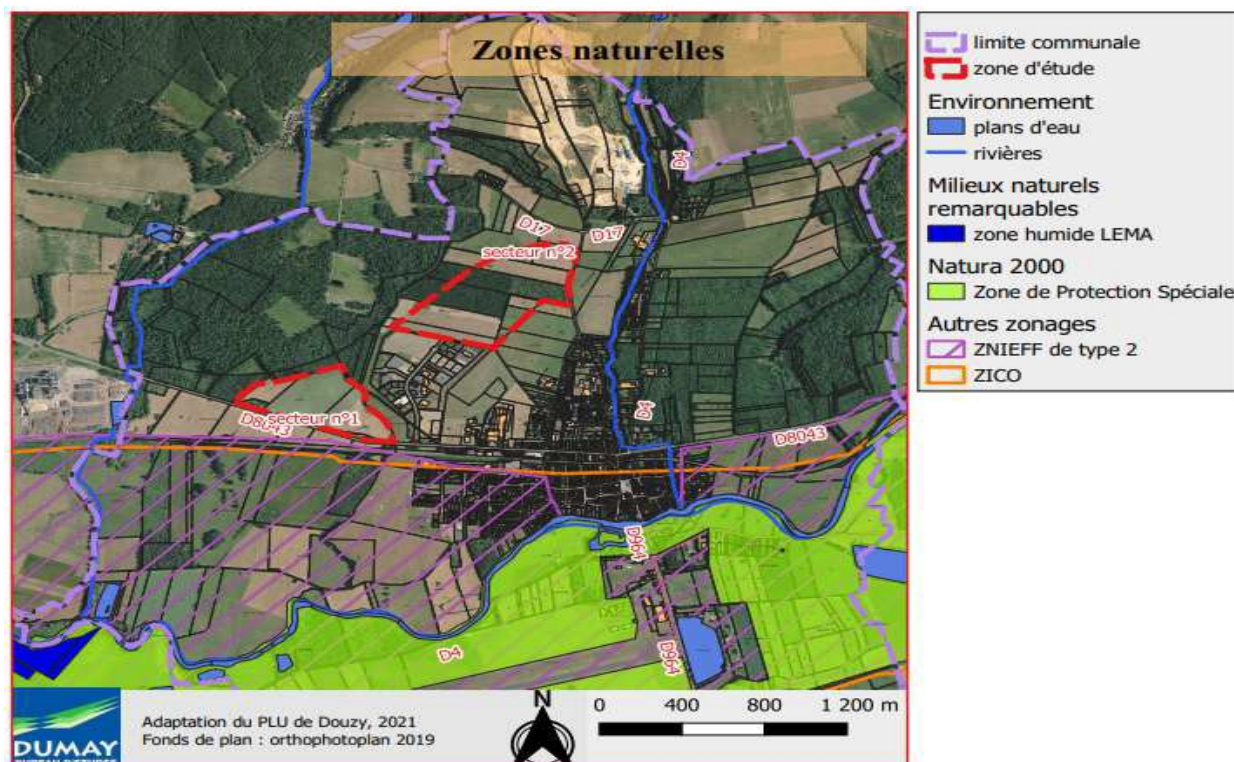 Zones naturelles
D4
D17
D17
secteur n°2
secteur n°1
D8043
D4
D8043
D964
D4
D964
DUMAY
BUREAU D'ETUDES
Adaptation du PLU de Douzy, 2021
Fonds de plan : orthophotoplan 2019
N
0 400 800 1 200 m
limite communale
zone d'étude
Environnement
plans d'eau
rivières
Milieux naturels
remarquables
zone humide LEMA
Natura 2000
Zone de Protection Spéciale
Autres zonages
ZNIEFF de type 2
ZICO